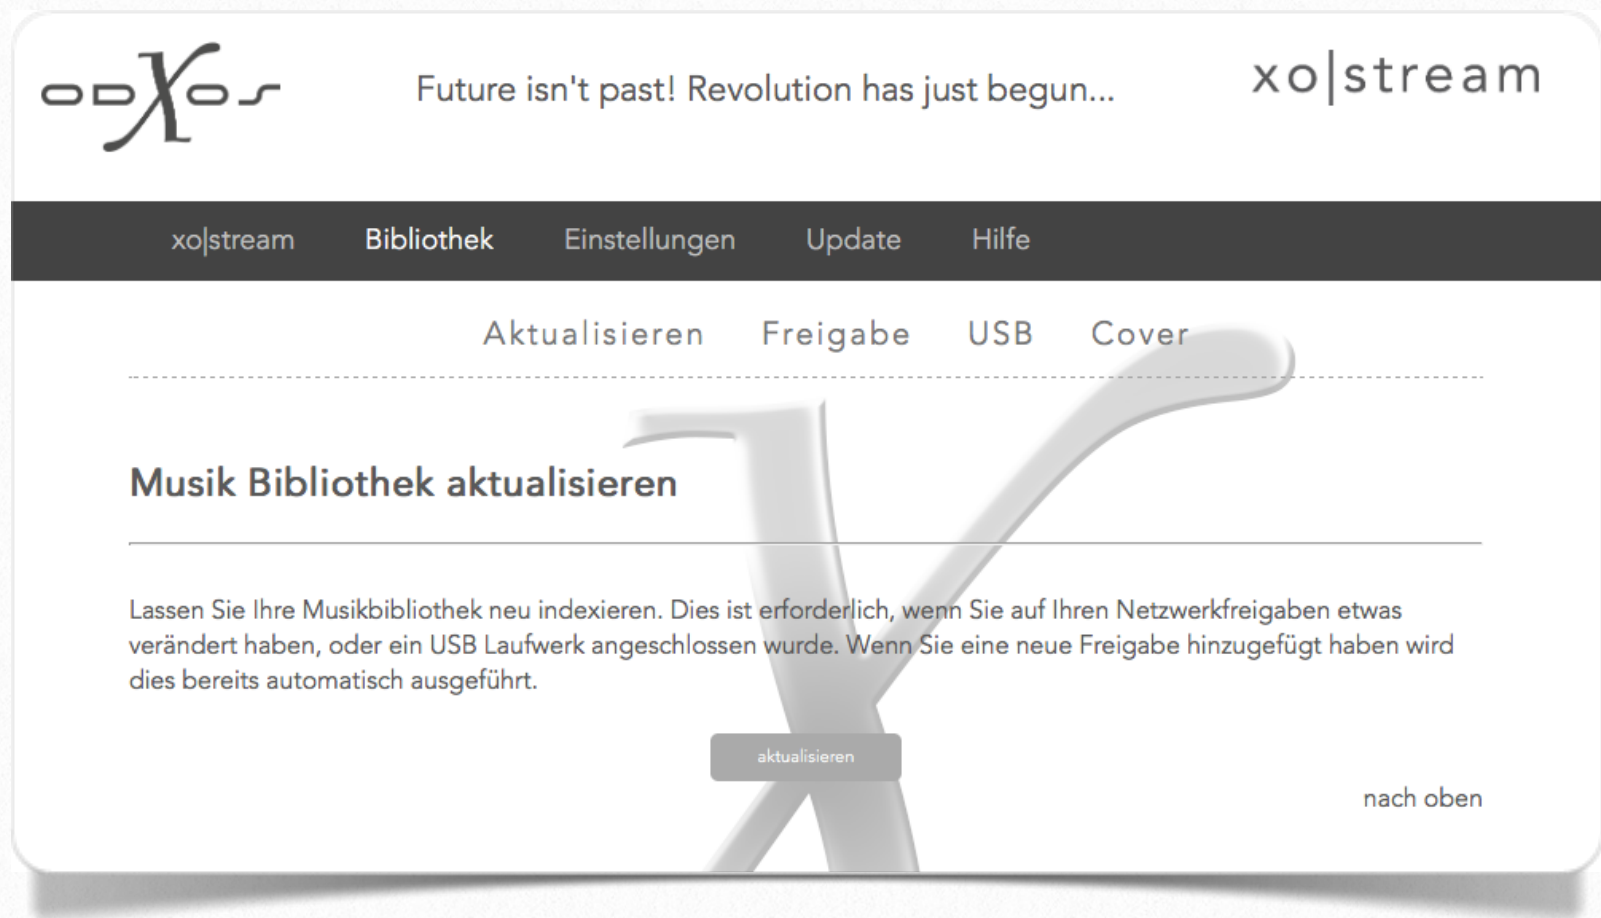 ODXOS
Future isn't past! Revolution has just begun...
xo|stream
xo|stream Bibliothek Einstellungen Update Hilfe
Aktualisieren Freigabe USB Cover
Musik Bibliothek aktualisieren
Lassen Sie Ihre Musikbibliothek neu indexieren. Dies ist erforderlich, wenn Sie auf Ihren Netzwerkfreigaben etwas
verändert haben, oder ein USB Laufwerk angeschlossen wurde. Wenn Sie eine neue Freigabe hinzugefügt haben wird
dies bereits automatisch ausgeführt.
aktualisieren
nach oben